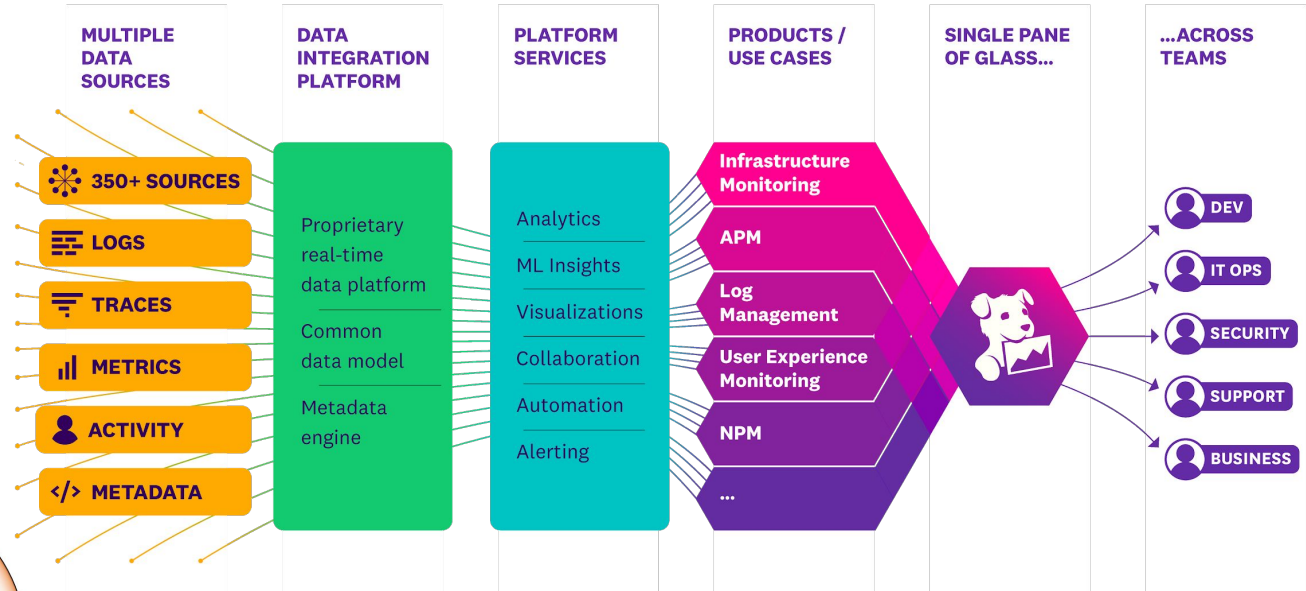 MULTIPLE
DATA
SOURCES
DATA
INTEGRATION
PLATFORM
PLATFORM
SERVICES
PRODUCTS /
USE CASES
SINGLE PANE
OF GLASS...
...ACROSS
TEAMS
350+ SOURCES
LOGS
TRACES
METRICS
ACTIVITY
</> METADATA
Proprietary
real-time
data platform
Common
data model
Metadata
engine
Analytics
ML Insights
Visualizations
Collaboration
Automation
Alerting
Infrastructure
Monitoring
APM
Log
Management
User Experience
Monitoring
NPM
...
DEV
IT OPS
SECURITY
SUPPORT
BUSINESS